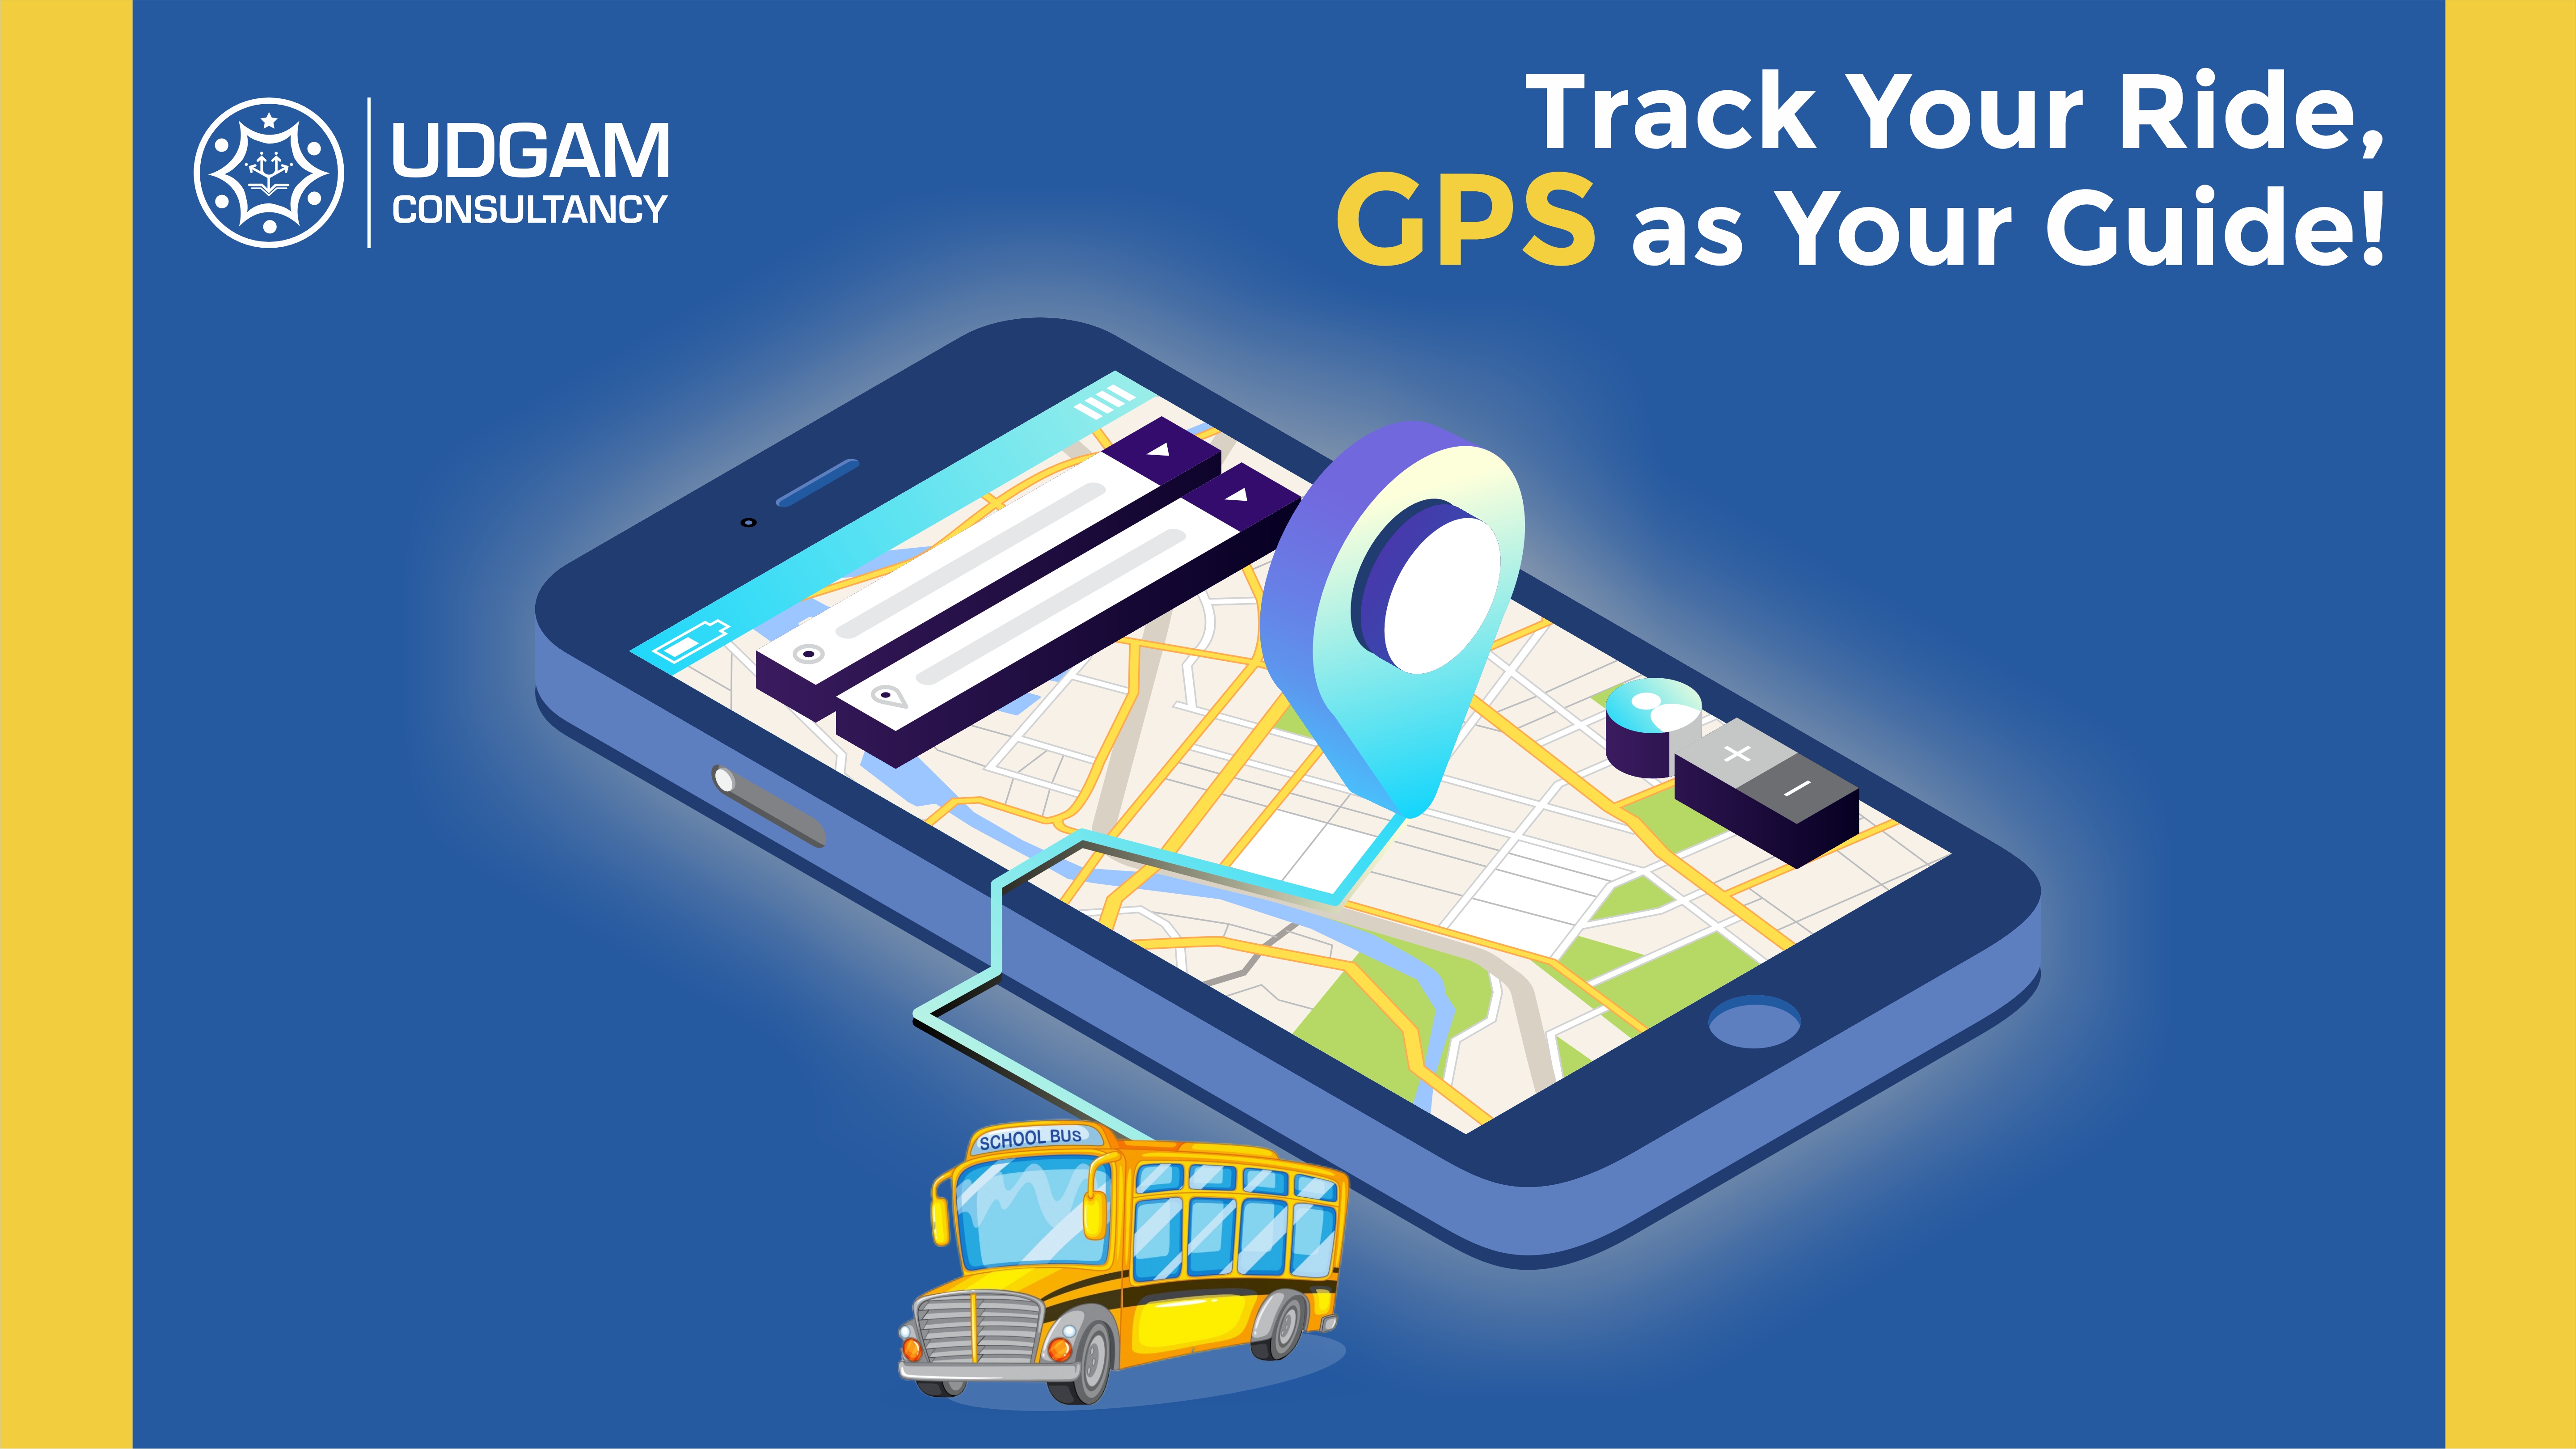 UDGAM
CONSULTANCY
Track Your Ride,
GPS as Your Guide!
SCHOOL BUS